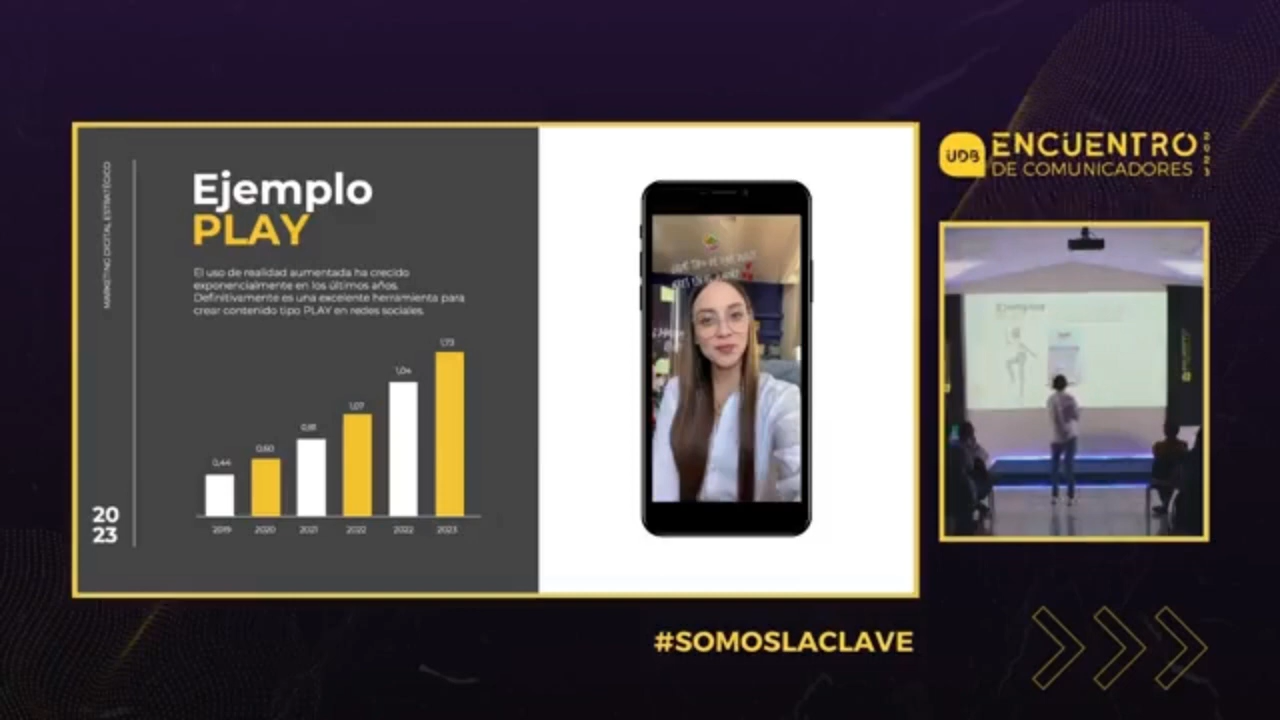 MARKETING DIGITAL ESTRATÉGICO
20
23
Ejemplo
PLAY
El uso de realidad aumentada ha crecido
exponencialmente en los últimos años.
Definitivamente es una excelente herramienta para
crear contenido tipo PLAY en redes sociales.
0,44
0,60
0,81
1,07
1,04
1,73
2019
2020
2021
2022
2022
2023
UDB
ENCUENTRO
DE COMUNICADORES
2023
#SOMOSLACLAVE